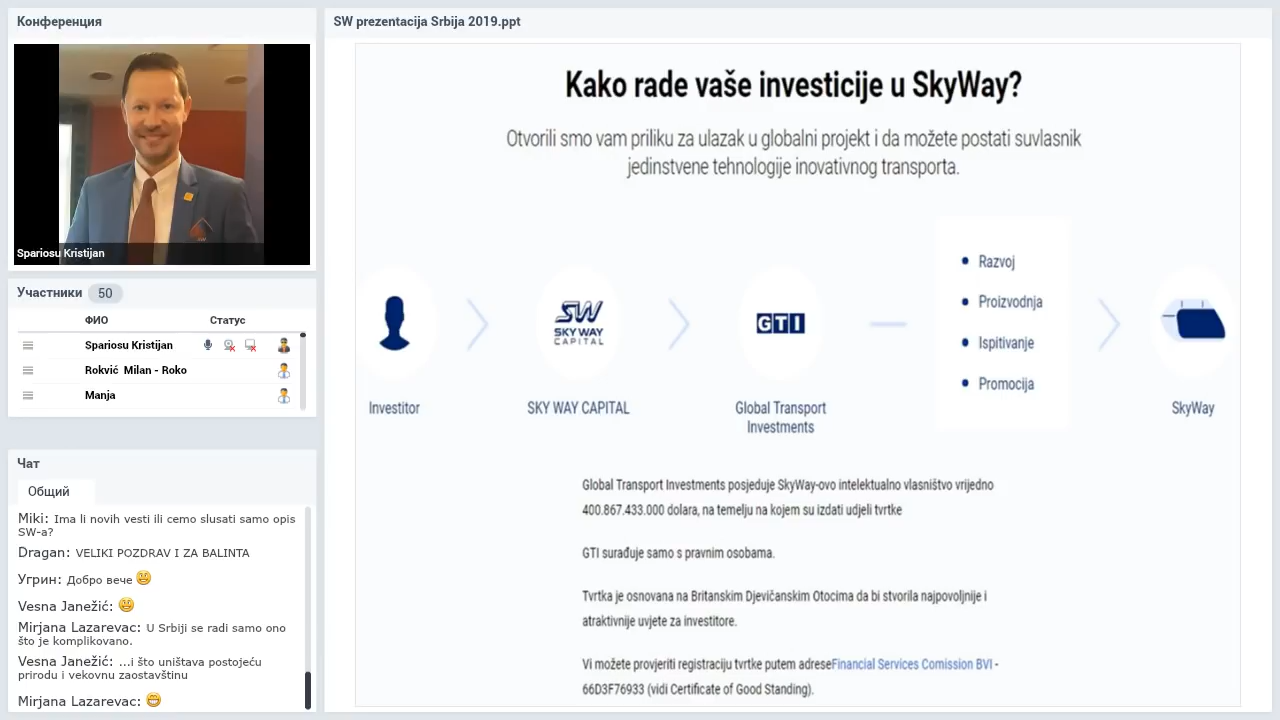 Конференция
Spariosu Kristijan
Участники 50
ФИО Статус
Spariosu Kristijan
Rokvić Milan - Roko
Manja
Чат
Общий
Miki: Ima li novih vesti ili cemo slusati samo opis
SW-a?
Dragan: VELIKI POZDRAV I ZA BALINTA
Угрин: Добро вече
Vesna Janežić:
Mirjana Lazarevac: U Srbiji se radi samo ono
što je komplikovano.
Vesna Janežić: ...i što uništava postojeću
prirodu i vekovnu zaostavštinu
Mirjana Lazarevac:
SW prezentacija Srbija 2019.ppt
Kako rade vaše investicije u SkyWay?
Otvorili smo vam priliku za ulazak u globalni projekt i da možete postati suvlasnik
jedinstvene tehnologije inovativnog transporta.
Investitor
SW
SKY WAY
CAPITAL
SKY WAY CAPITAL
GTI
Global Transport
Investments
Razvoj
Proizvodnja
Ispitivanje
Promocija
SkyWay
Global Transport Investments posjeduje SkyWay-ovo intelektualno vlasništvo vrijedno
400.867.433.000 dolara, na temelju na kojem su izdati udjeli tvrtke
GTI surađuje samo s pravnim osobama.
Tvrtka je osnovana na Britanskim Djevičanskim Otocima da bi stvorila najpovoljnije i
atraktivnije uvjete za investitore.
Vi možete provjeriti registraciju tvrtke putem adreseFinancial Services Comission BVI -
66D3F76933 (vidi Certificate of Good Standing).